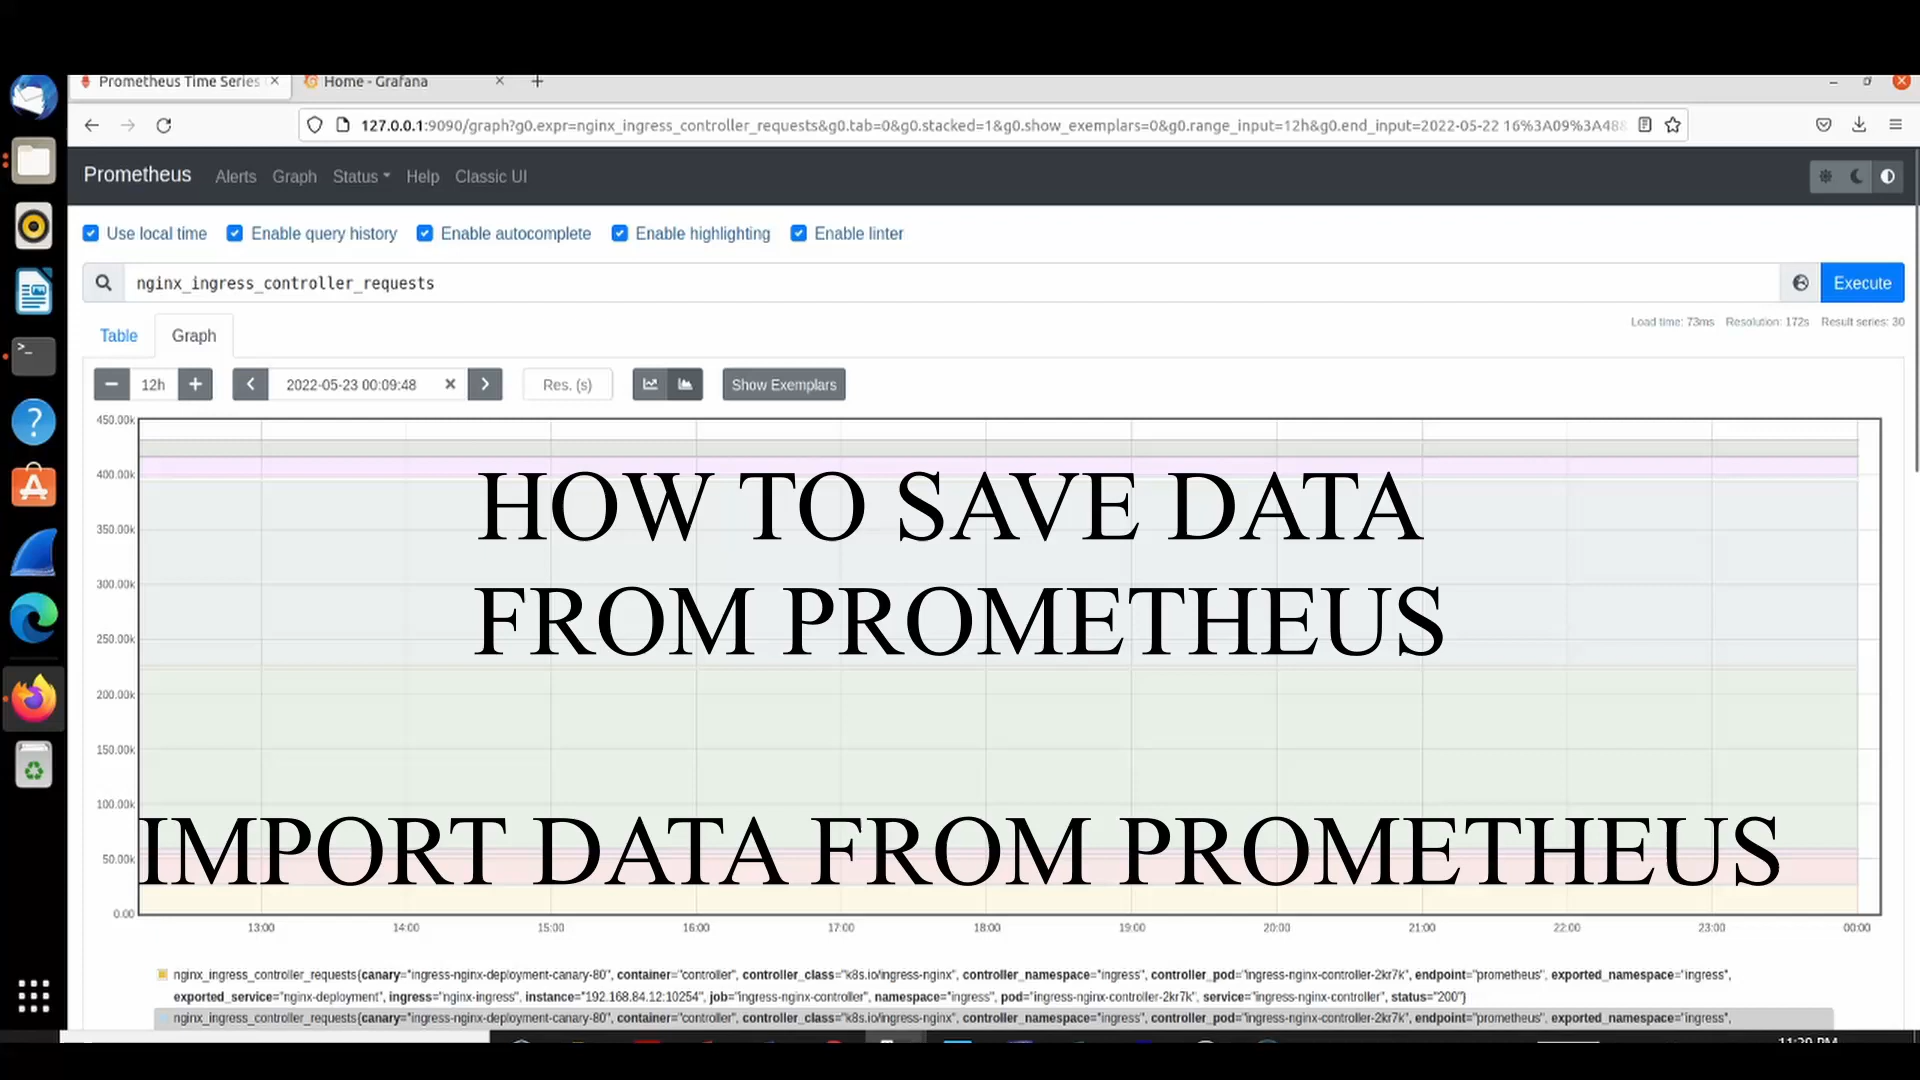 Prometheus Time Series
Home - Grafana
127.0.0.1:9090/graph?g0.expr=nginx_ingress_controller_requests&g0.tab=0&g0.stacked=1&g0.show_exemplars=0&g0.range_input=12h&g0.end_input=2022-05-22 16%3A09%3A48
Prometheus Alerts Graph Status Help Classic UI
Use local time Enable query history Enable autocomplete Enable highlighting Enable linter
nginx_ingress_controller_requests Execute
Load time: 73ms Resolution: 172s Result series: 30
Table Graph
12h 2022-05-23 00:09:48 Res. (s) Show Exemplars
450.00k
400.00k
350.00k
300.00k
250.00k
200.00k
150.00k
100.00k
50.00k
0.00
HOW TO SAVE DATA
FROM PROMETHEUS
IMPORT DATA FROM PROMETHEUS
13:00 14:00 15:00 16:00 17:00 18:00 19:00 20:00 21:00 22:00 23:00 00:00
nginx_ingress_controller_requests{canary="ingress-nginx-deployment-canary-80", container="controller", controller_class="k8s.io/ingress-nginx", controller_namespace="ingress", controller_pod="ingress-nginx-controller-2kr7k", endpoint="prometheus", exported_namespace="ingress",
exported_service="nginx-deployment", ingress="nginx-ingress", instance="192.168.84.12:10254", job="ingress-nginx-controller", namespace="ingress", pod="ingress-nginx-controller-2kr7k", service="ingress-nginx-controller", status="200"}
nginx_ingress_controller_requests{canary="ingress-nginx-deployment-canary-80", container="controller", controller_class="k8s.io/ingress-nginx", controller_namespace="ingress", controller_pod="ingress-nginx-controller-2kr7k", endpoint="prometheus", exported_namespace="ingress",